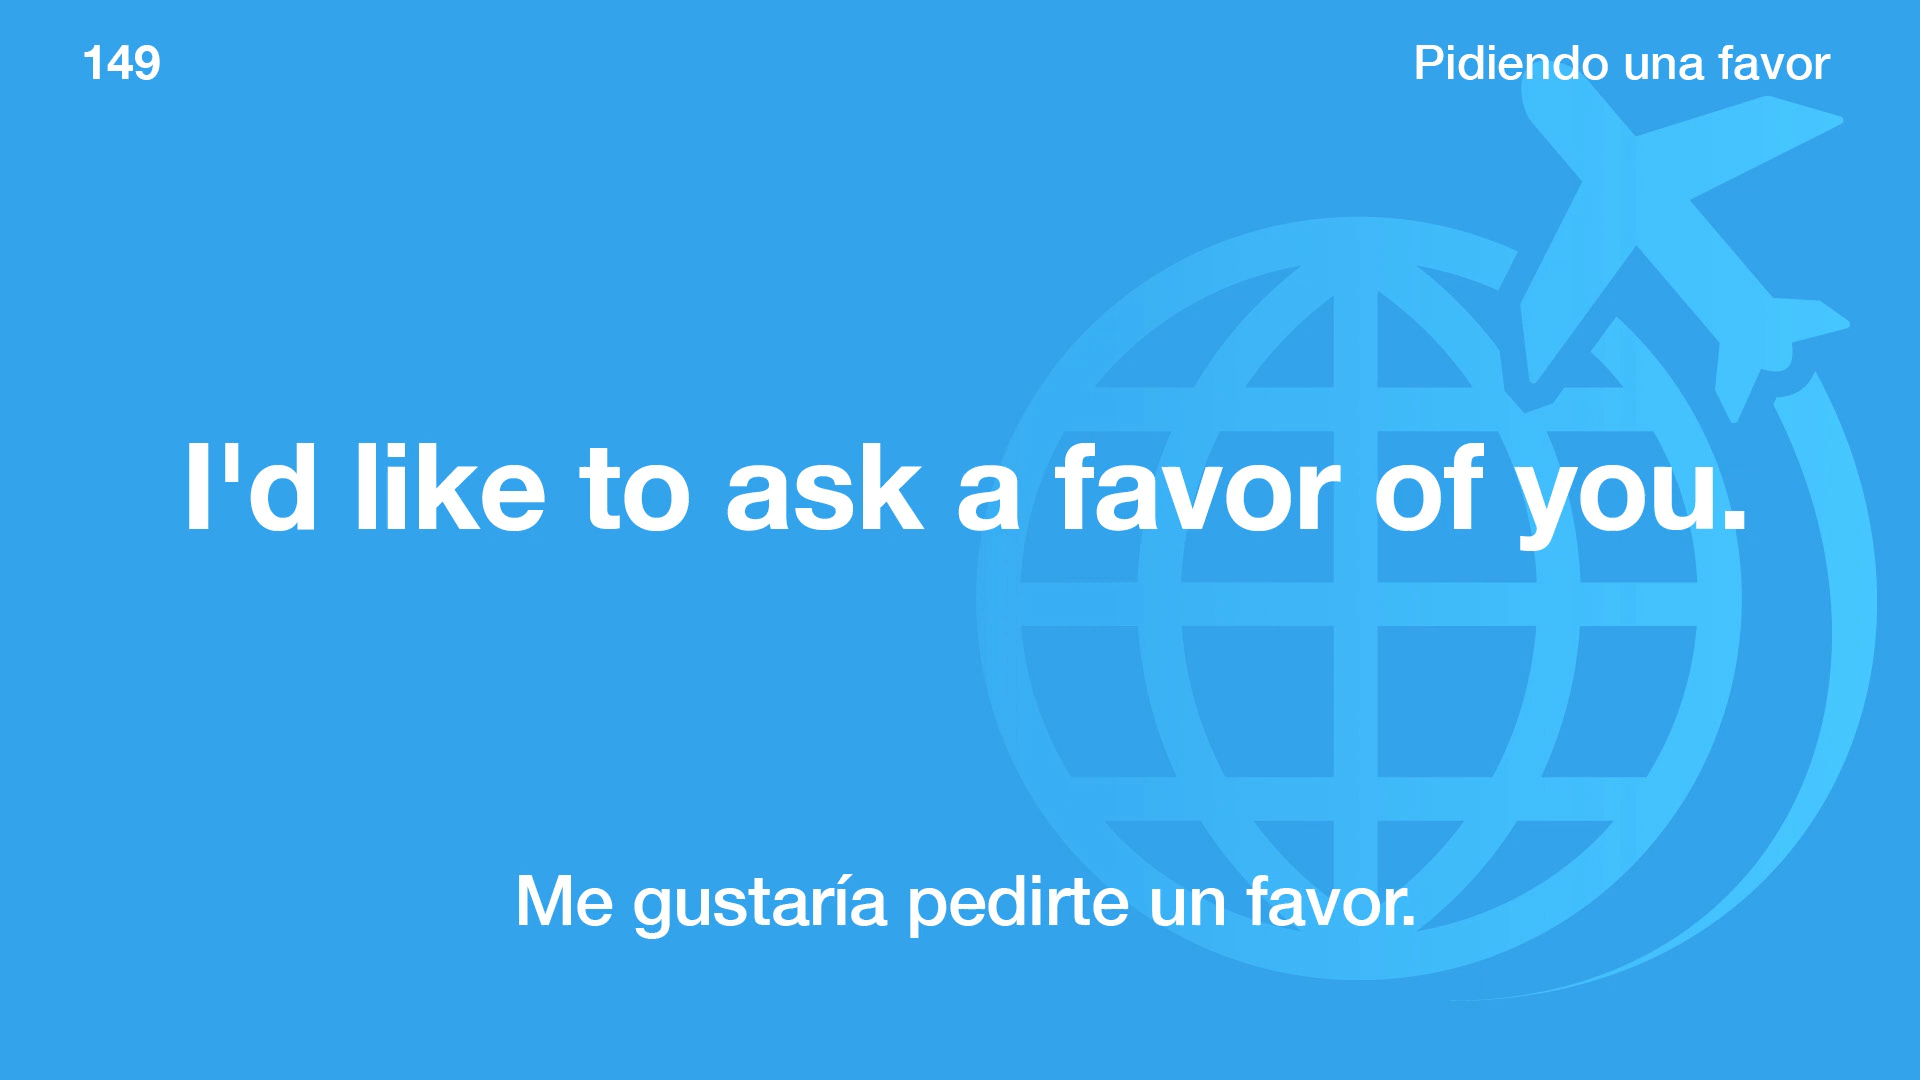 149
Pidiendo una favor
I'd like to ask a favor of you.
Me gustaría pedirte un favor.